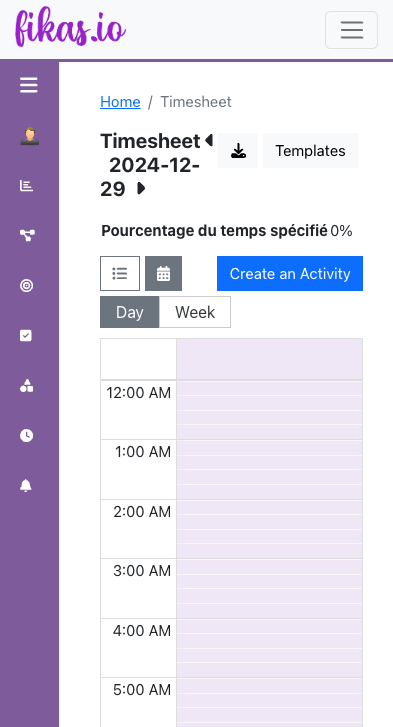 fikas.io
Home / Timesheet
Timesheet
2024-12-
29
Templates
Pourcentage du temps spécifié 0%
Create an Activity
Day Week
12:00 AM
1:00 AM
2:00 AM
3:00 AM
4:00 AM
5:00 AM